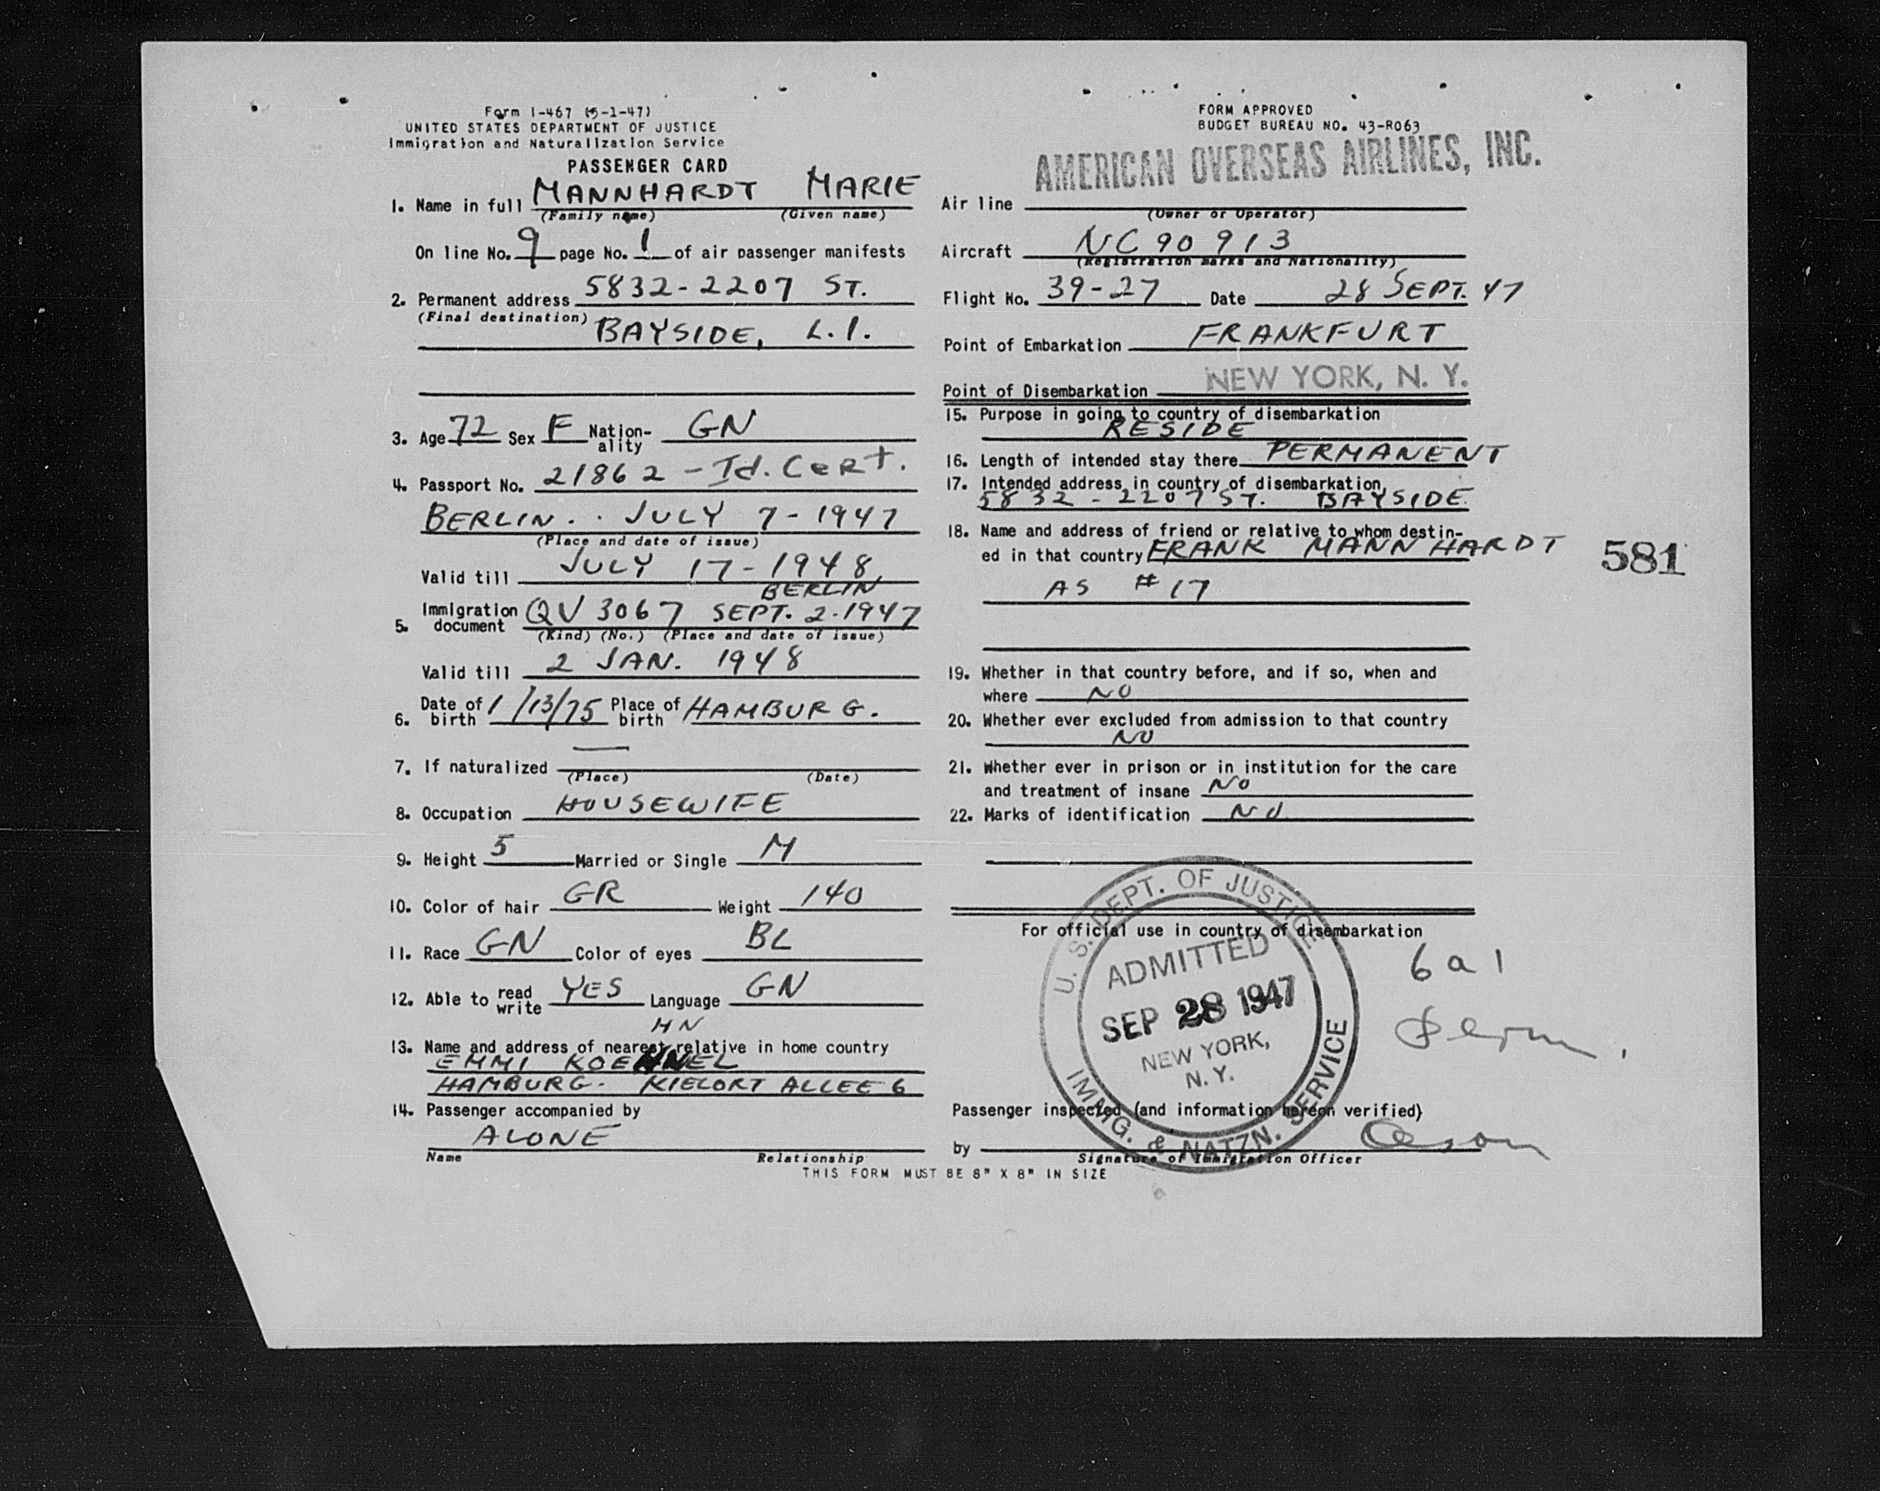 Form I-467 (5-1-47)
UNITED STATES DEPARTMENT OF JUSTICE
Immigration and Naturalization Service
PASSENGER CARD
1. Name in full MANNHARDT MARIE
(Family name) (Given name)
On line No. 9 page No. 1 of air passenger manifests
2. Permanent address 5832-2207 ST.
(Final destination) BAYSIDE, L.I.
3. Age 72 Sex F Nation-ality GN
4. Passport No. 21862 - Id. CeRt.
BERLIN. . JULY 7-1947
(Place and date of issue)
Valid till JULY 17-1948
BERLIN
5. Immigration document QV 3067 SEPT. 2.1947
(Kind) (No.) (Place and date of issue)
Valid till 2 JAN. 1948
6. Date of birth 1/13/75 Place of birth HAMBURG.
7. If naturalized —
(Place) (Date)
8. Occupation HOUSEWIFE
9. Height 5 Married or Single M
10. Color of hair GR Weight 140
11. Race GN Color of eyes BL
12. Able to read write YES Language GN
HN
13. Name and address of nearest relative in home country
EMMI KOEHNEL
HAMBURG. KIELORT ALLEE 6
14. Passenger accompanied by
ALONE
Name Relationship
FORM APPROVED
BUDGET BUREAU NO. 43-R063
AMERICAN OVERSEAS AIRLINES, INC.
Air line
(Owner or Operator)
Aircraft NC 90 913
(Registration marks and Nationality)
Flight No. 39-27 Date 28 SEPT. 47
Point of Embarkation FRANKFURT
Point of Disembarkation NEW YORK, N. Y.
15. Purpose in going to country of disembarkation
RESIDE
16. Length of intended stay there PERMANENT
17. Intended address in country of disembarkation
5832-2207 ST. BAYSIDE
18. Name and address of friend or relative to whom destin-
ed in that country FRANK MANNHARDT
AS #17
581
19. Whether in that country before, and if so, when and
where NO
20. Whether ever excluded from admission to that country
NO
21. Whether ever in prison or in institution for the care
and treatment of insane NO
22. Marks of identification NO
For official use in country of disembarkation
U. S. DEPT. OF JUSTICE
ADMITTED
SEP 28 1947
NEW YORK,
N. Y.
IMMIG. & NATZN. SERVICE
6 a 1
Perm.
Passenger inspected (and information hereon verified)
by
Signature of Immigration Officer
THIS FORM MUST BE 8" X 8" IN SIZE